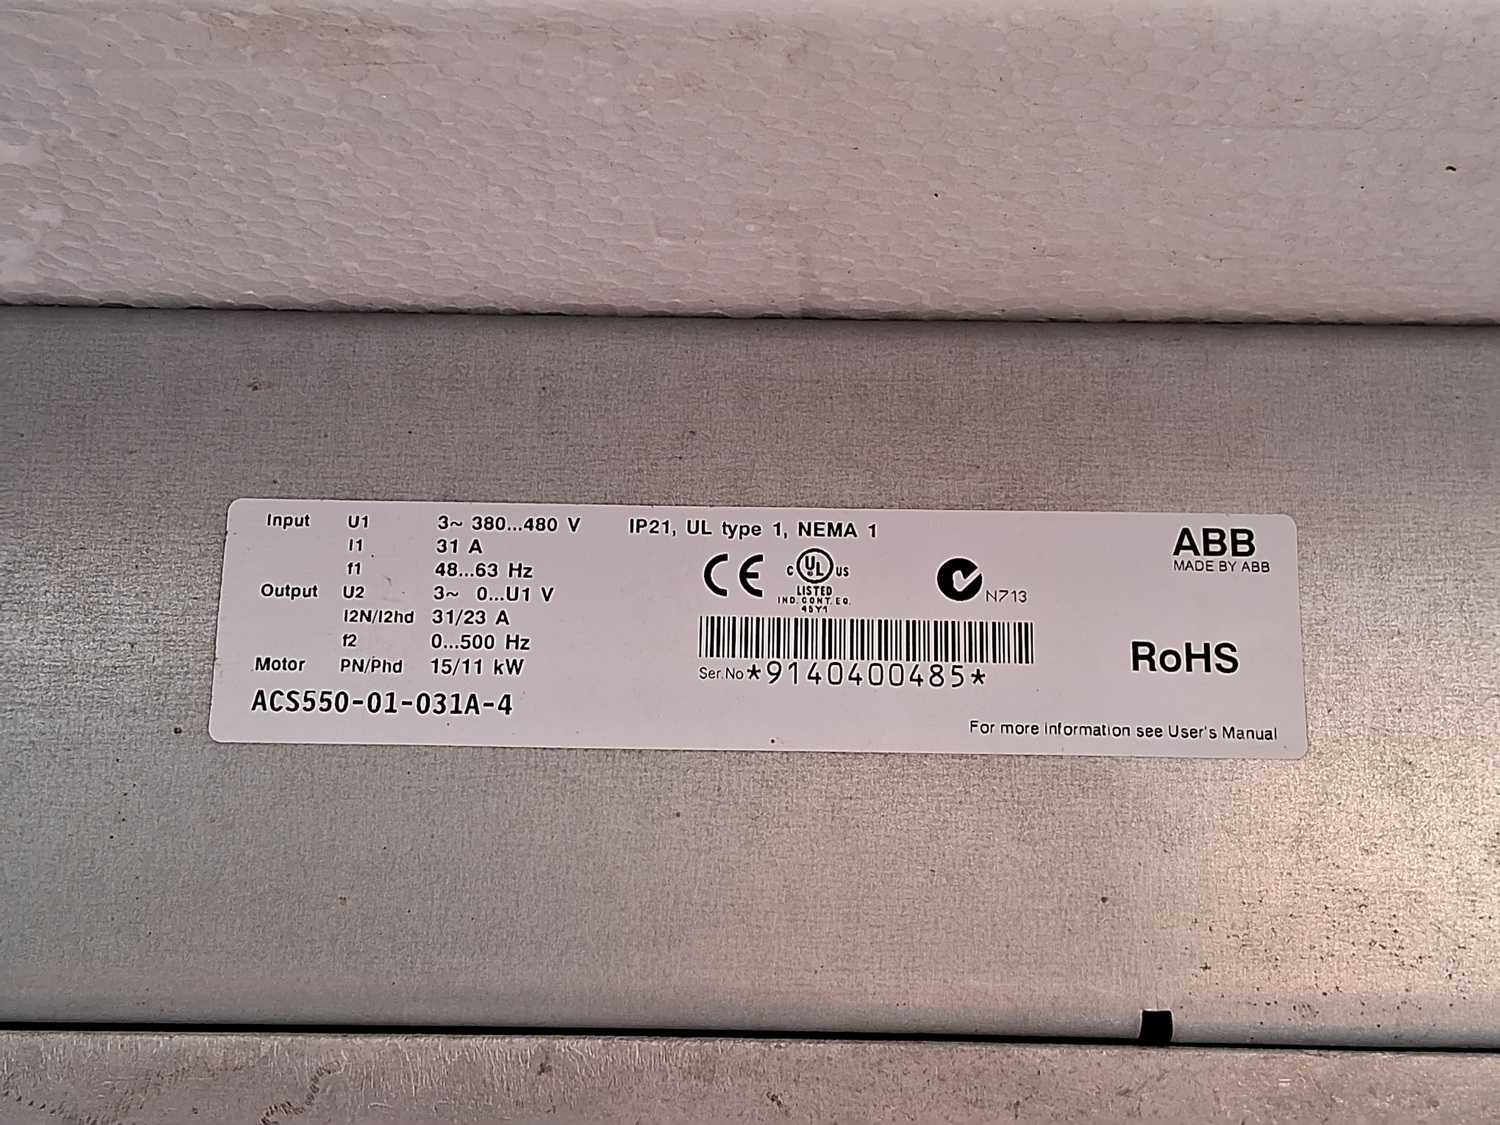 Input U1 3~ 380...480 V IP21, UL type 1, NEMA 1
I1 31 A
f1 48...63 Hz
Output U2 3~ 0...U1 V
I2N/I2hd 31/23 A
f2 0...500 Hz
Motor PN/Phd 15/11 kW
ACS550-01-031A-4
CE
C UL US
LISTED
IND. CONT. EQ.
45Y1
N713
Ser.No *9140400485*
ABB
MADE BY ABB
RoHS
For more information see User's Manual